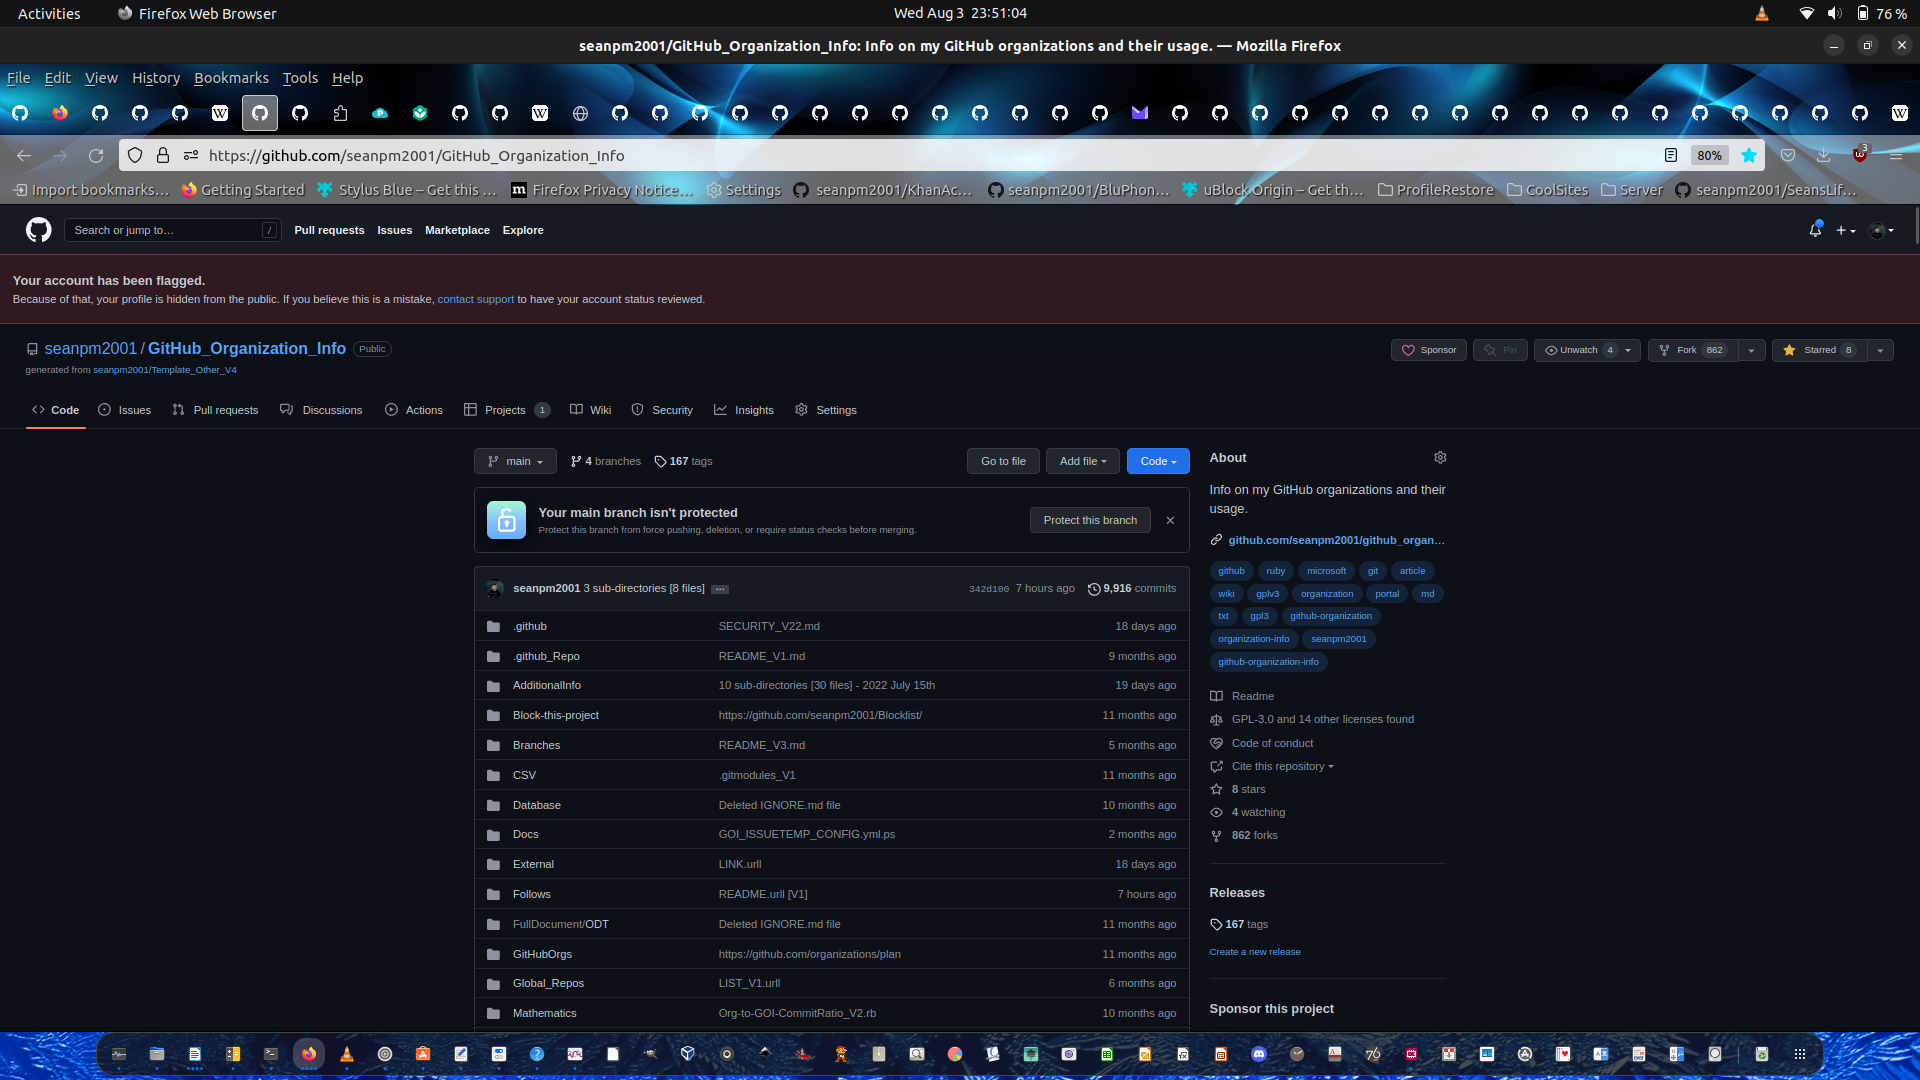 Activities
Firefox Web Browser
Wed Aug 3 23:51:04
76 %
seanpm2001/GitHub_Organization_Info: Info on my GitHub organizations and their usage. — Mozilla Firefox
File Edit View History Bookmarks Tools Help
https://github.com/seanpm2001/GitHub_Organization_Info
80%
3
Import bookmarks…
Getting Started
Stylus Blue – Get this …
Firefox Privacy Notice…
Settings
seanpm2001/KhanAc…
seanpm2001/BluPhon…
uBlock Origin – Get th…
ProfileRestore
CoolSites
Server
seanpm2001/SeansLif…
Search or jump to… /
Pull requests Issues Marketplace Explore
Your account has been flagged.
Because of that, your profile is hidden from the public. If you believe this is a mistake, contact support to have your account status reviewed.
seanpm2001 / GitHub_Organization_Info Public
generated from seanpm2001/Template_Other_V4
Sponsor
Pin
Unwatch 4
Fork 862
Starred 8
Code
Issues
Pull requests
Discussions
Actions
Projects 1
Wiki
Security
Insights
Settings
main
4 branches
167 tags
Go to file
Add file
Code
Your main branch isn't protected
Protect this branch from force pushing, deletion, or require status checks before merging.
Protect this branch
seanpm2001 3 sub-directories [8 files] …
342d100 7 hours ago
9,916 commits
.github SECURITY_V22.md 18 days ago
.github_Repo README_V1.md 9 months ago
AdditionalInfo 10 sub-directories [30 files] - 2022 July 15th 19 days ago
Block-this-project https://github.com/seanpm2001/Blocklist/ 11 months ago
Branches README_V3.md 5 months ago
CSV .gitmodules_V1 11 months ago
Database Deleted IGNORE.md file 10 months ago
Docs GOI_ISSUETEMP_CONFIG.yml.ps 2 months ago
External LINK.urll 18 days ago
Follows README.urll [V1] 7 hours ago
FullDocument/ODT Deleted IGNORE.md file 11 months ago
GitHubOrgs https://github.com/organizations/plan 11 months ago
Global_Repos LIST_V1.urll 6 months ago
Mathematics Org-to-GOI-CommitRatio_V2.rb 10 months ago
About
Info on my GitHub organizations and their
usage.
github.com/seanpm2001/github_organ…
github ruby microsoft git article
wiki gplv3 organization portal md
txt gpl3 github-organization
organization-info seanpm2001
github-organization-info
Readme
GPL-3.0 and 14 other licenses found
Code of conduct
Cite this repository
8 stars
4 watching
862 forks
Releases
167 tags
Create a new release
Sponsor this project